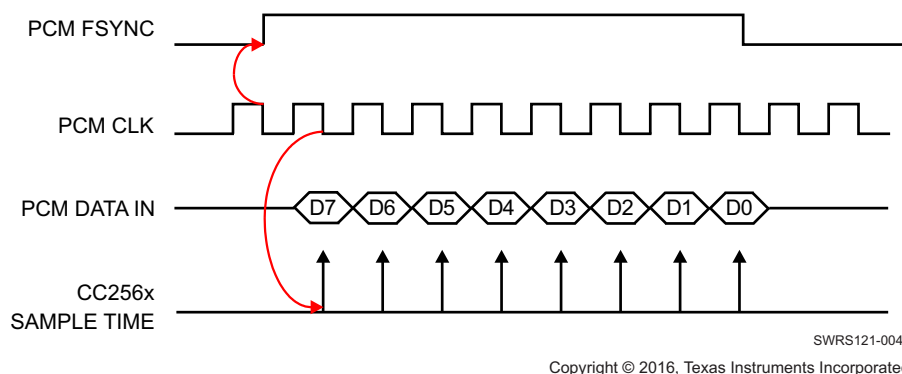 PCM FSYNC
PCM CLK
PCM DATA IN
D7 D6 D5 D4 D3 D2 D1 D0
CC256x
SAMPLE TIME
SWRS121-004
Copyright © 2016, Texas Instruments Incorporated